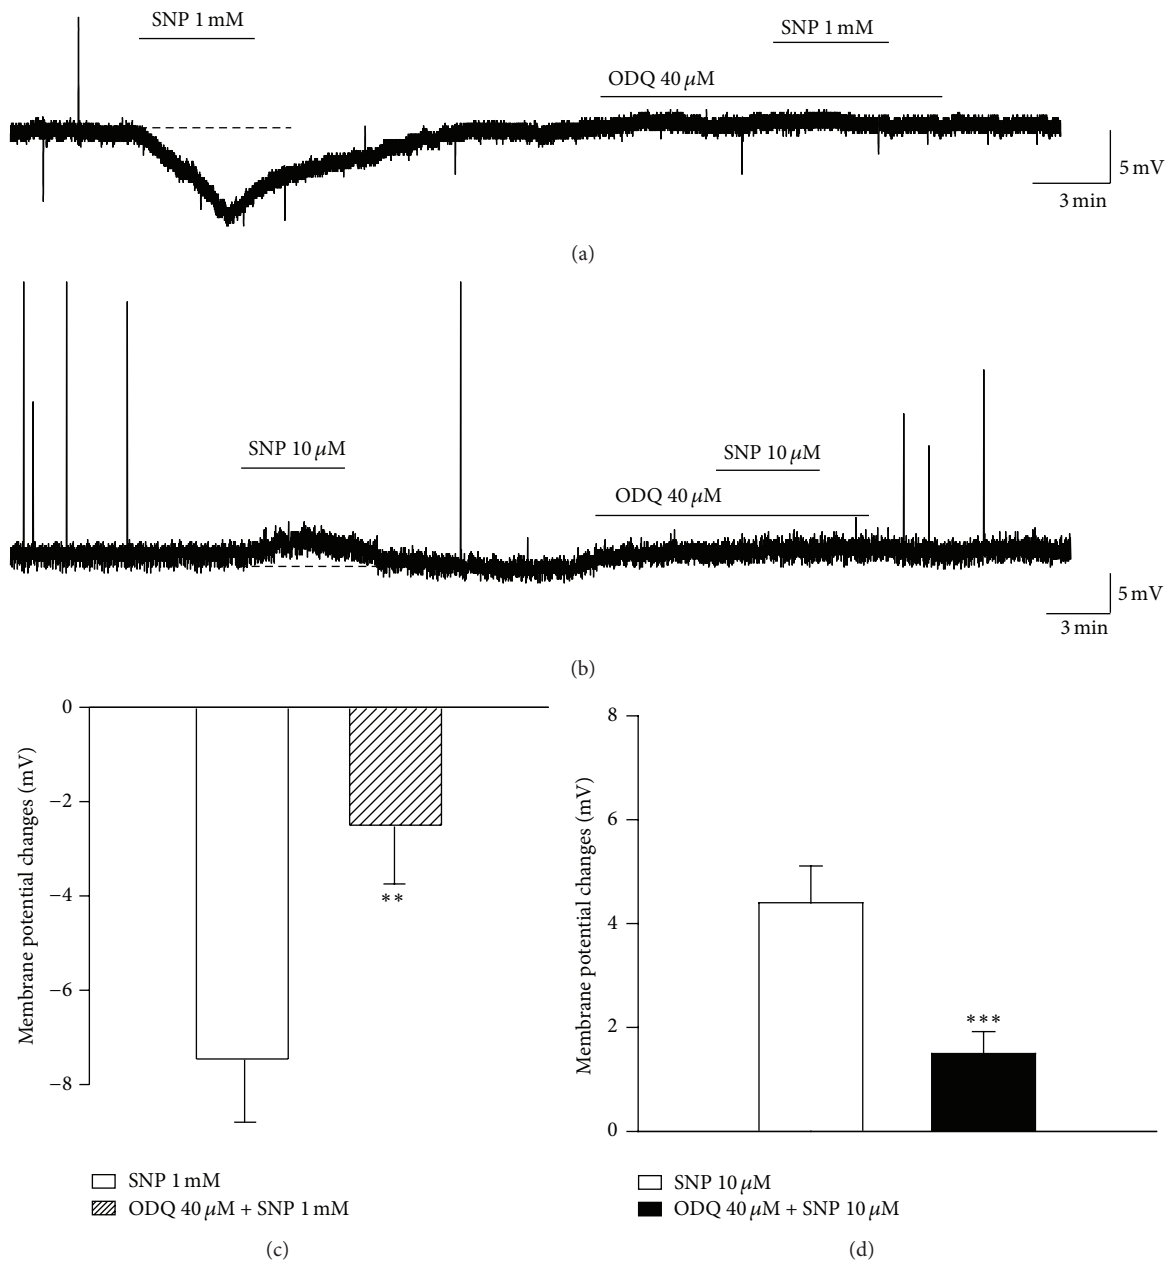 SNP 1 mM
SNP 1 mM
ODQ 40 μM
5 mV
3 min
(a)
SNP 10 μM
SNP 10 μM
ODQ 40 μM
5 mV
3 min
(b)
Membrane potential changes (mV)
0
−2
−4
−6
−8
**
SNP 1 mM
ODQ 40 μM + SNP 1 mM
(c)
Membrane potential changes (mV)
8
6
4
2
0
***
SNP 10 μM
ODQ 40 μM + SNP 10 μM
(d)